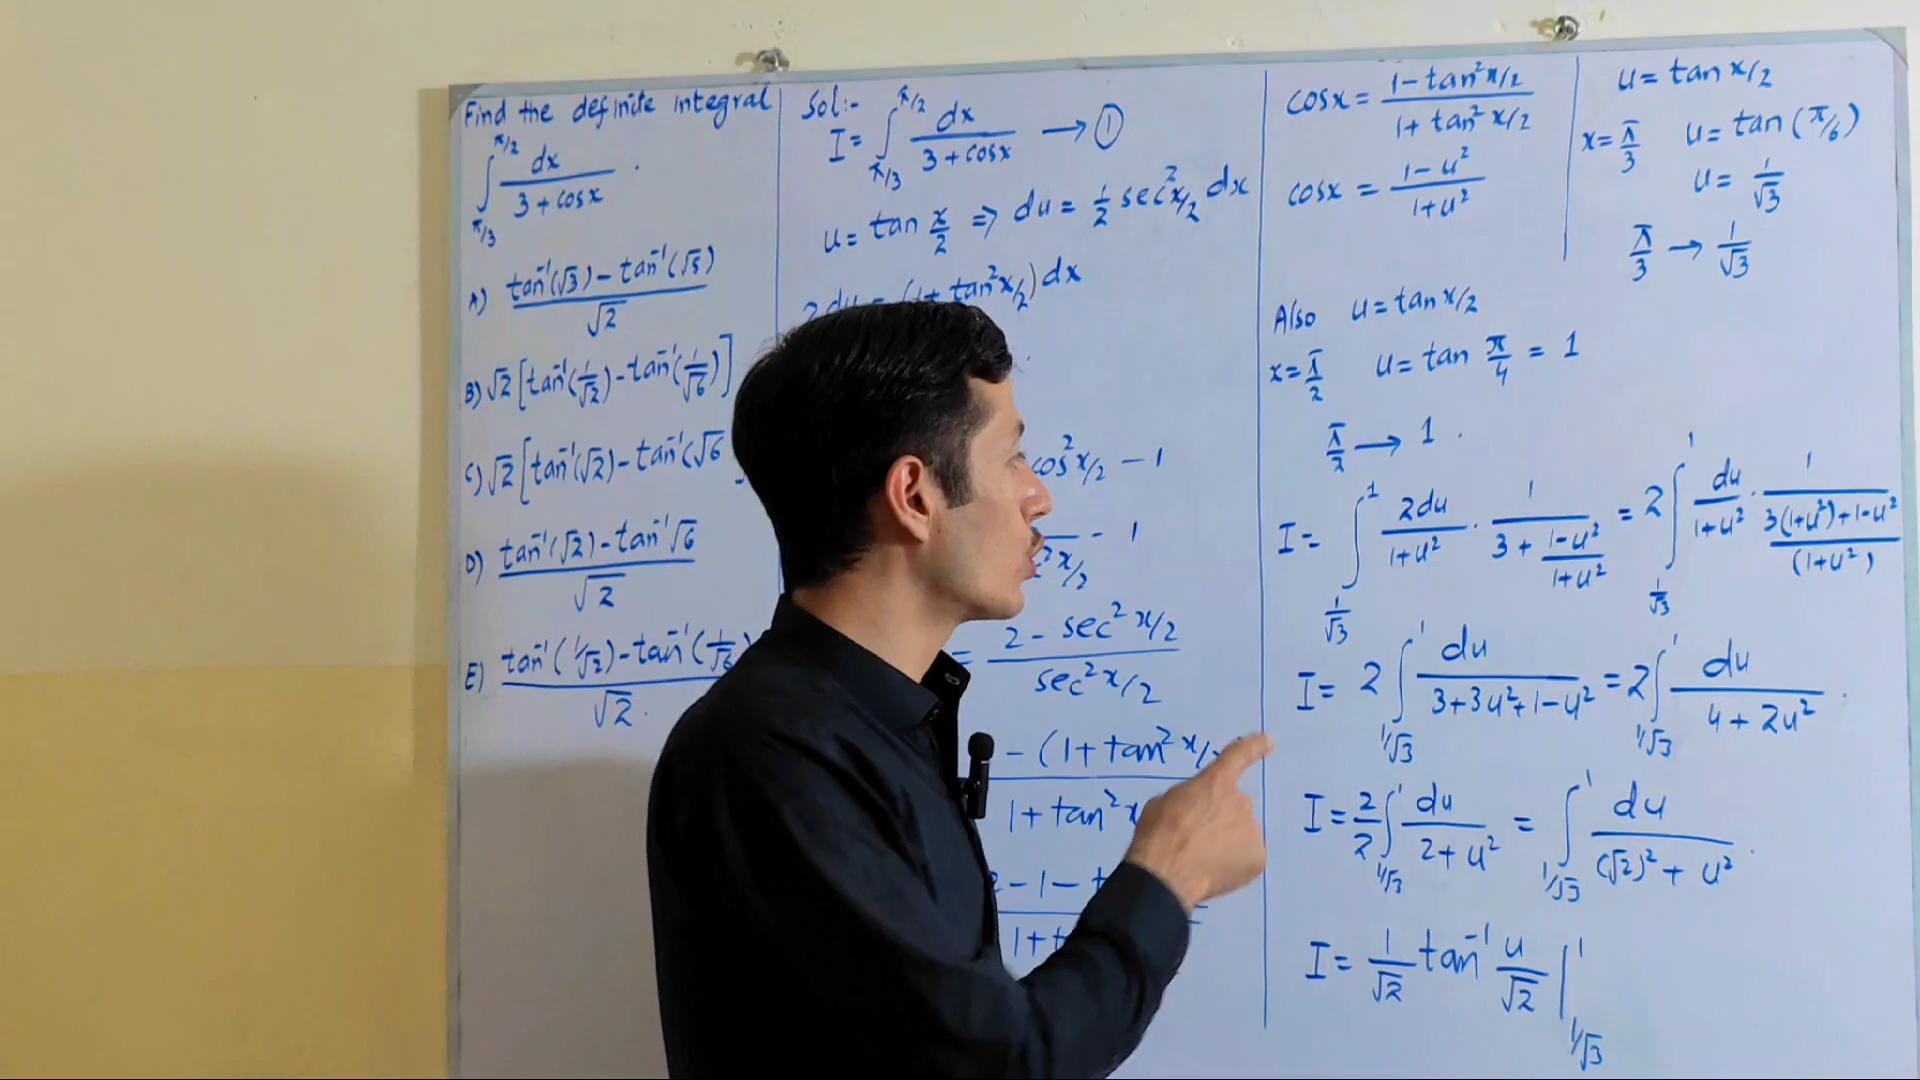 Find the definite integral
∫_{π/3}^{π/2} dx/(3 + cosx) .
A) (tan⁻¹(√3) – tan⁻¹(√5))/√2
B) √2 [tan⁻¹(1/√2) – tan⁻¹(1/√6)]
C) √2 [tan⁻¹(√2) – tan⁻¹(√6
D) (tan⁻¹(√2) – tan⁻¹√6)/√2
E) (tan⁻¹(1/√2) – tan⁻¹(1/√6))/√2 .
Sol:-
I = ∫_{π/3}^{π/2} dx/(3 + cosx) → ①
u = tan x/2 ⇒ du = 1/2 sec² x/2 dx
2du = (1 + tan² x/2) dx
cos² x/2 – 1
– 1
² x/2
= (2 – sec² x/2)/(sec² x/2)
– (1 + tan² x/
1 + tan² x
2 – 1 – t
1 + t
cosx = (1 – tan² x/2)/(1 + tan² x/2)
cosx = (1 – u²)/(1 + u²)
u = tan x/2
x = π/3 u = tan (π/6)
u = 1/√3
π/3 → 1/√3
Also u = tan x/2
x = π/2 u = tan π/4 = 1
π/2 → 1 .
I = ∫_{1/√3}^{1} 2du/(1+u²) · 1/(3 + (1–u²)/(1+u²)) = 2 ∫_{1/√3}^{1} du/(1+u²) · 1/((3(1+u²)+1–u²)/(1+u²))
I = 2 ∫_{1/√3}^{1} du/(3+3u²+1–u²) = 2 ∫_{1/√3}^{1} du/(4 + 2u²) .
I = 2/2 ∫_{1/√3}^{1} du/(2 + u²) = ∫_{1/√3}^{1} du/((√2)² + u²) .
I = 1/√2 tan⁻¹ u/√2 |_{1/√3}^{1}